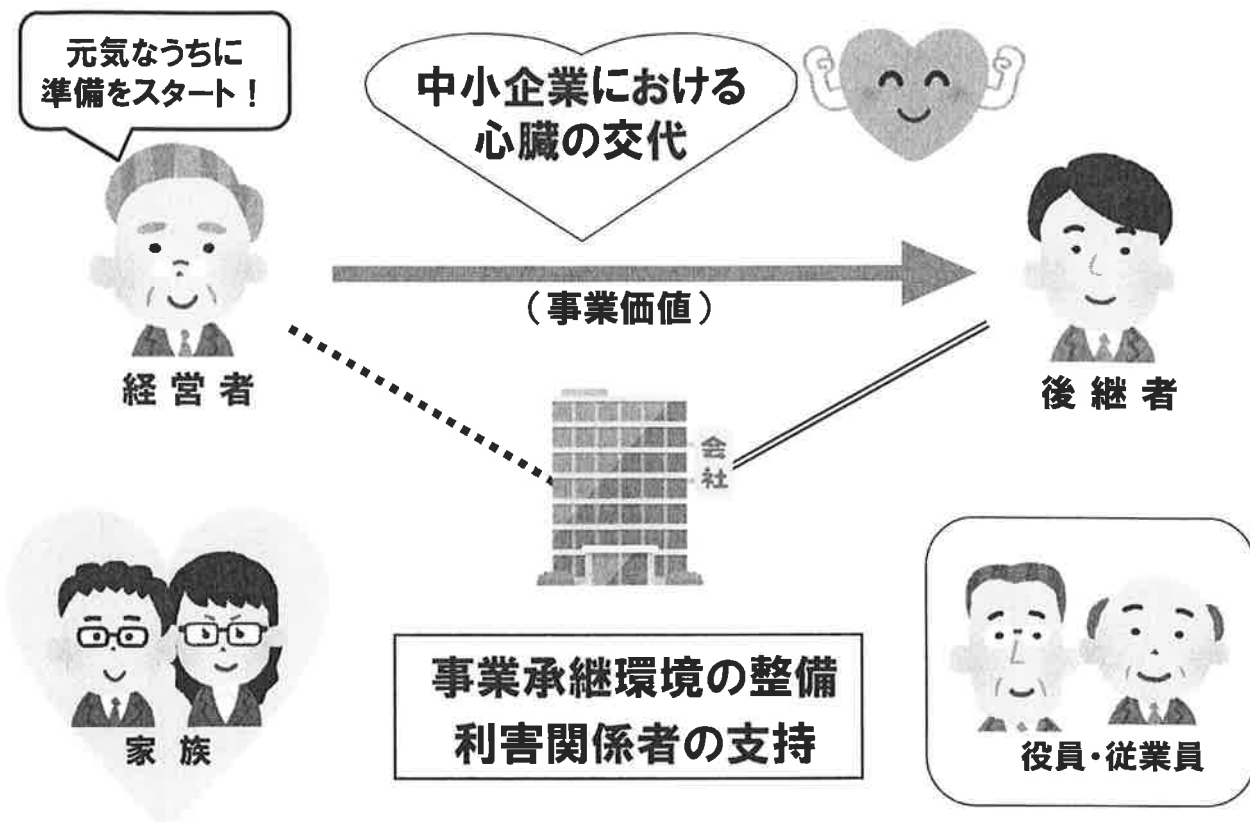 元気なうちに
準備をスタート！
中小企業における
心臓の交代
（事業価値）
経営者
後継者
会
社
家族
事業承継環境の整備
利害関係者の支持
役員・従業員